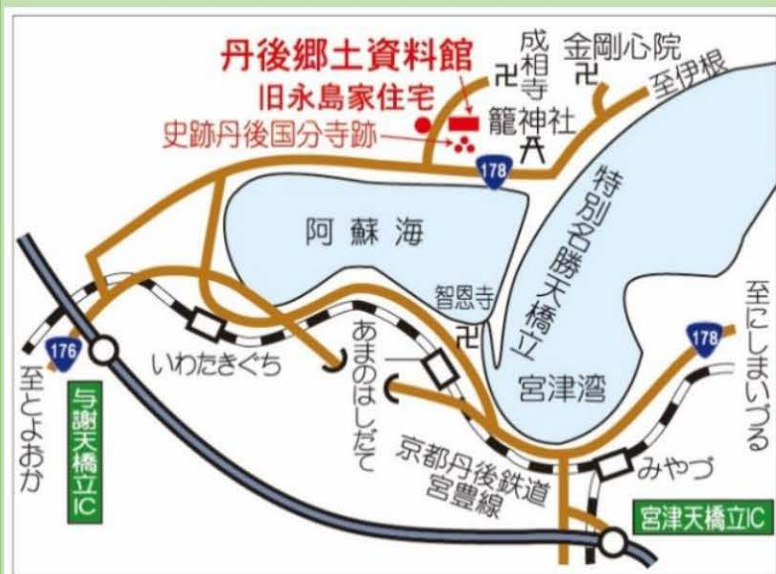 丹後郷土資料館
旧永島家住宅
史跡丹後国分寺跡
成相寺
金剛心院
籠神社
至伊根
178
特別名勝天橋立
阿蘇海
智恩寺
いわたきぐち
あまのはしだて
宮津湾
178
至にしまいづる
176
至とよおか
与謝天橋立
IC
京都丹後鉄道
宮豊線
みやづ
宮津天橋立IC